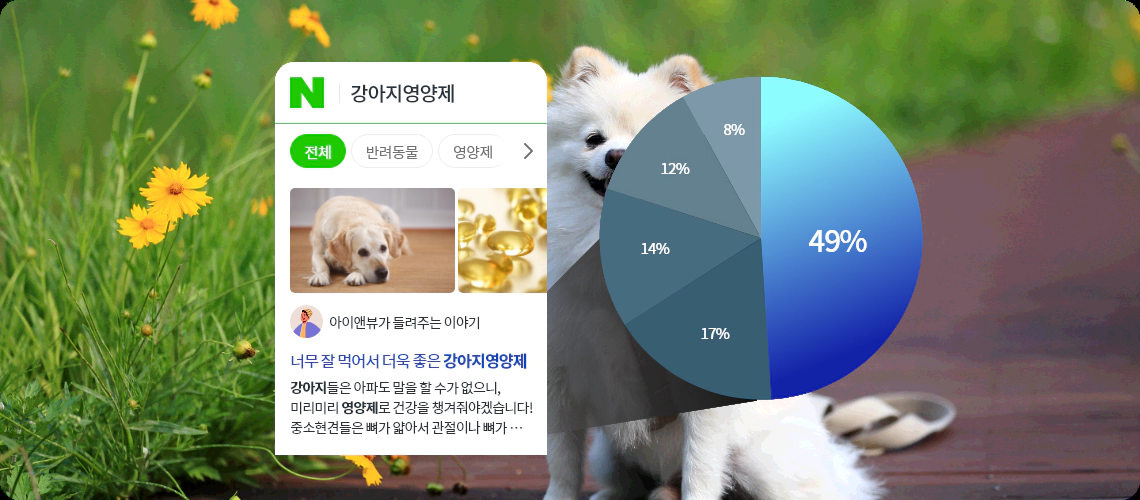 N 강아지영양제
전체 반려동물 영양제
아이앤뷰가 들려주는 이야기
너무 잘 먹어서 더욱 좋은 강아지영양제
강아지들은 아파도 말을 할 수가 없으니,
미리미리 영양제로 건강을 챙겨줘야겠습니다!
중소현견들은 뼈가 얇아서 관절이나 뼈가 …
8%
12%
49%
14%
17%